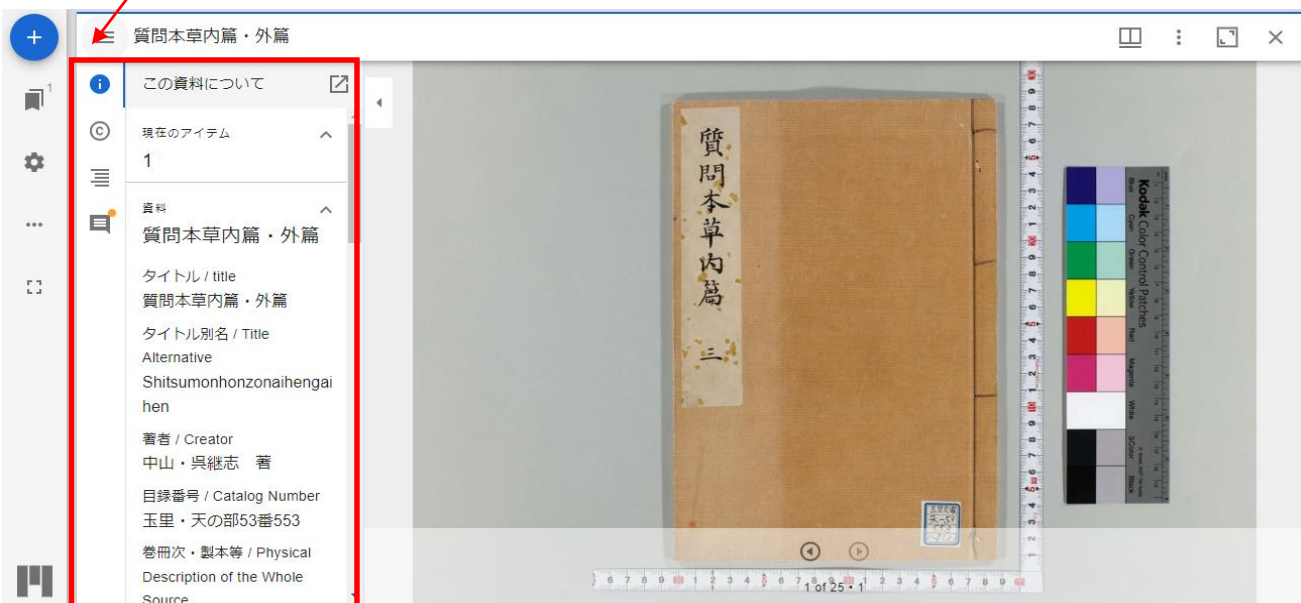 質問本草内篇・外篇
1
この資料について
現在のアイテム
1
資料
質問本草内篇・外篇
タイトル / title
質問本草内篇・外篇
タイトル別名 / Title
Alternative
Shitsumonhonzonaihengai
hen
著者 / Creator
中山・呉継志 著
目録番号 / Catalog Number
玉里・天の部53番553
巻冊次・製本等 / Physical
Description of the Whole
Source
質問本草内篇 三
Kodak Color Control Patches
Blue
Cyan
Green
Yellow
Red
Magenta
White
3/Color
Black
1 of 25 • 1